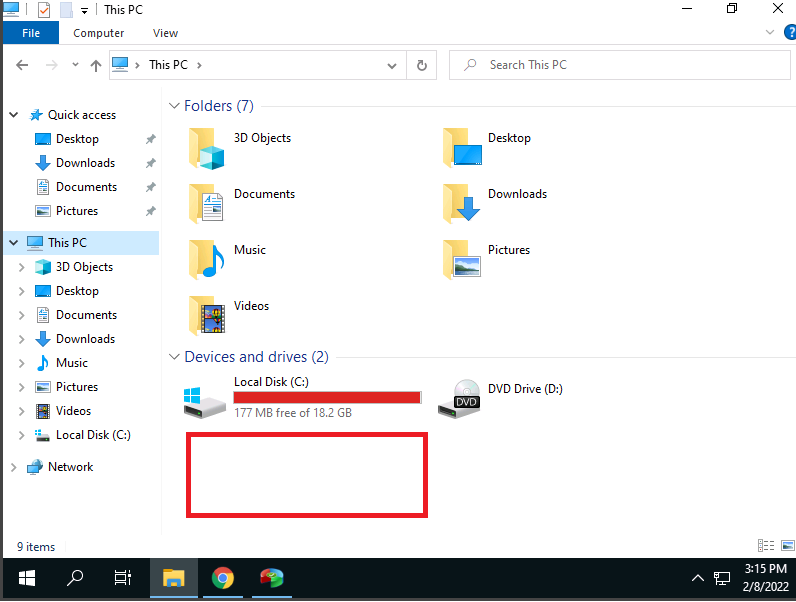 This PC
File Computer View
This PC
Search This PC
Quick access
Desktop
Downloads
Documents
Pictures
This PC
3D Objects
Desktop
Documents
Downloads
Music
Pictures
Videos
Local Disk (C:)
Network
Folders (7)
3D Objects
Desktop
Documents
Downloads
Music
Pictures
Videos
Devices and drives (2)
Local Disk (C:)
177 MB free of 18.2 GB
DVD Drive (D:)
DVD
9 items
3:15 PM
2/8/2022